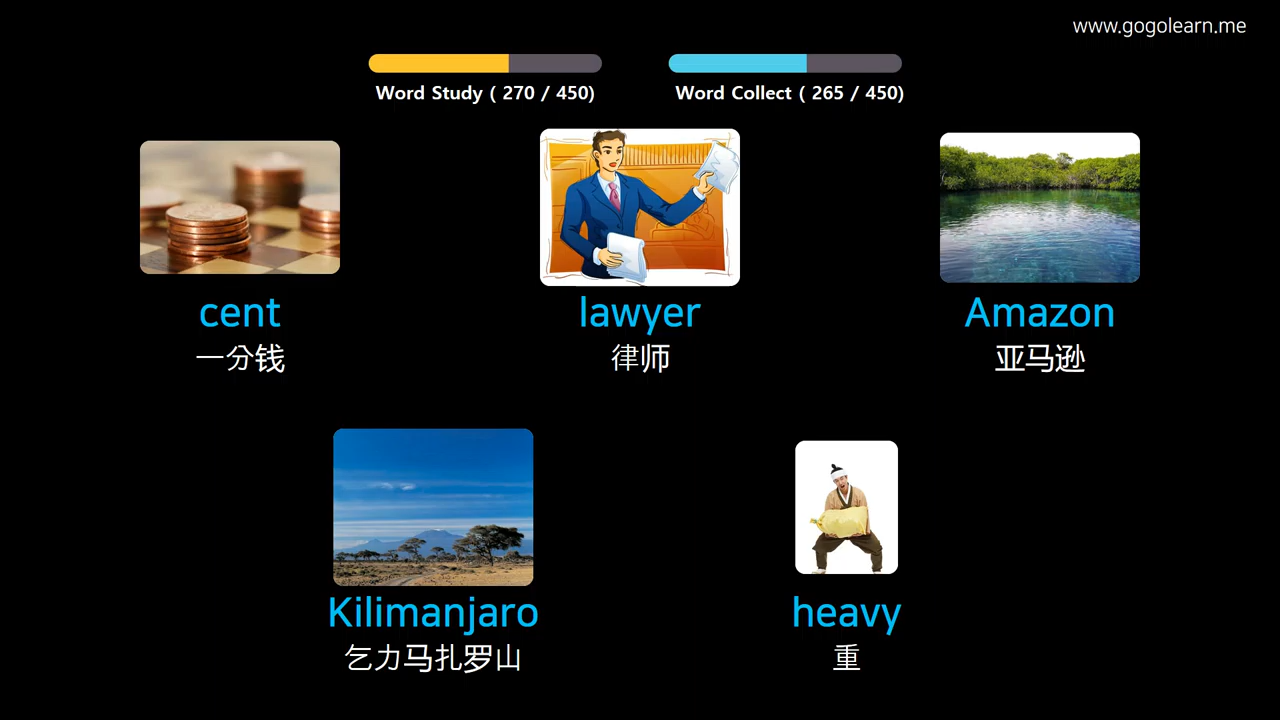 www.gogolearn.me
Word Study ( 270 / 450)
Word Collect ( 265 / 450)
cent
一分钱
lawyer
律师
Amazon
亚马逊
Kilimanjaro
乞力马扎罗山
heavy
重